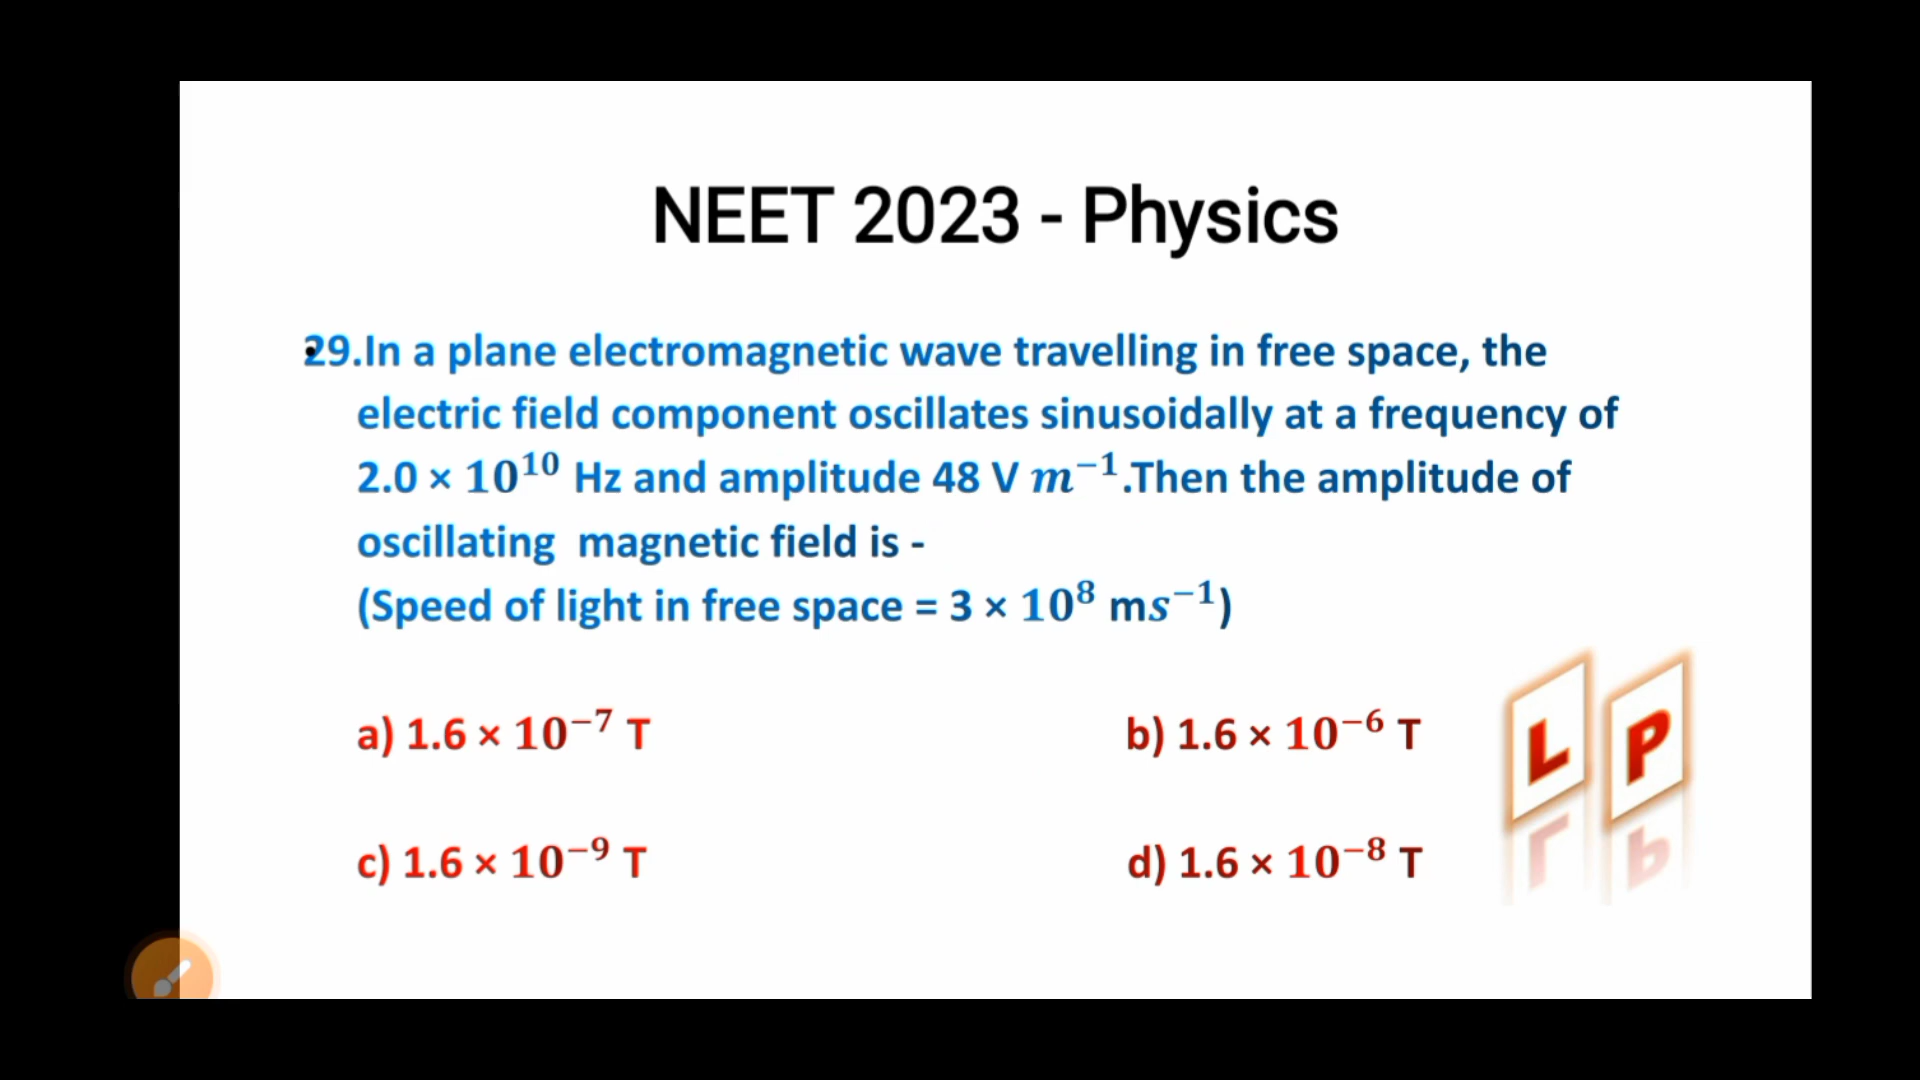 NEET 2023 - Physics
29.In a plane electromagnetic wave travelling in free space, the
electric field component oscillates sinusoidally at a frequency of
2.0 × 10¹⁰ Hz and amplitude 48 V m⁻¹.Then the amplitude of
oscillating magnetic field is -
(Speed of light in free space = 3 × 10⁸ ms⁻¹)
a) 1.6 × 10⁻⁷ T b) 1.6 × 10⁻⁶ T
c) 1.6 × 10⁻⁹ T d) 1.6 × 10⁻⁸ T
L P